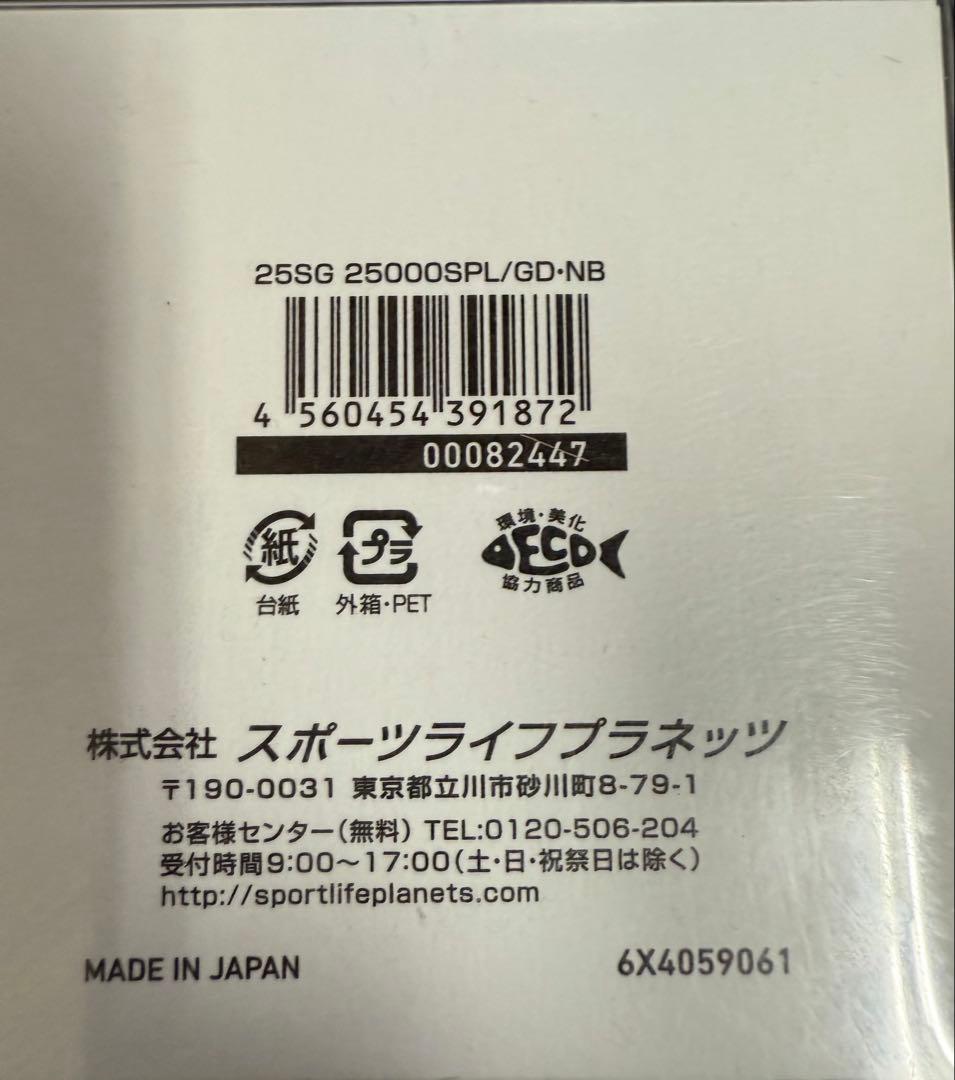 25SG 25000SPL/GD・NB
4 560454 391872
00082447
紙
プラ
環境・美化
ECO
協力商品
台紙
外箱・PET
株式会社 スポーツライフプラネッツ
〒190-0031 東京都立川市砂川町8-79-1
お客様センター(無料) TEL:0120-506-204
受付時間9:00～17:00(土・日・祝祭日は除く)
http://sportlifeplanets.com
MADE IN JAPAN
6X4059061